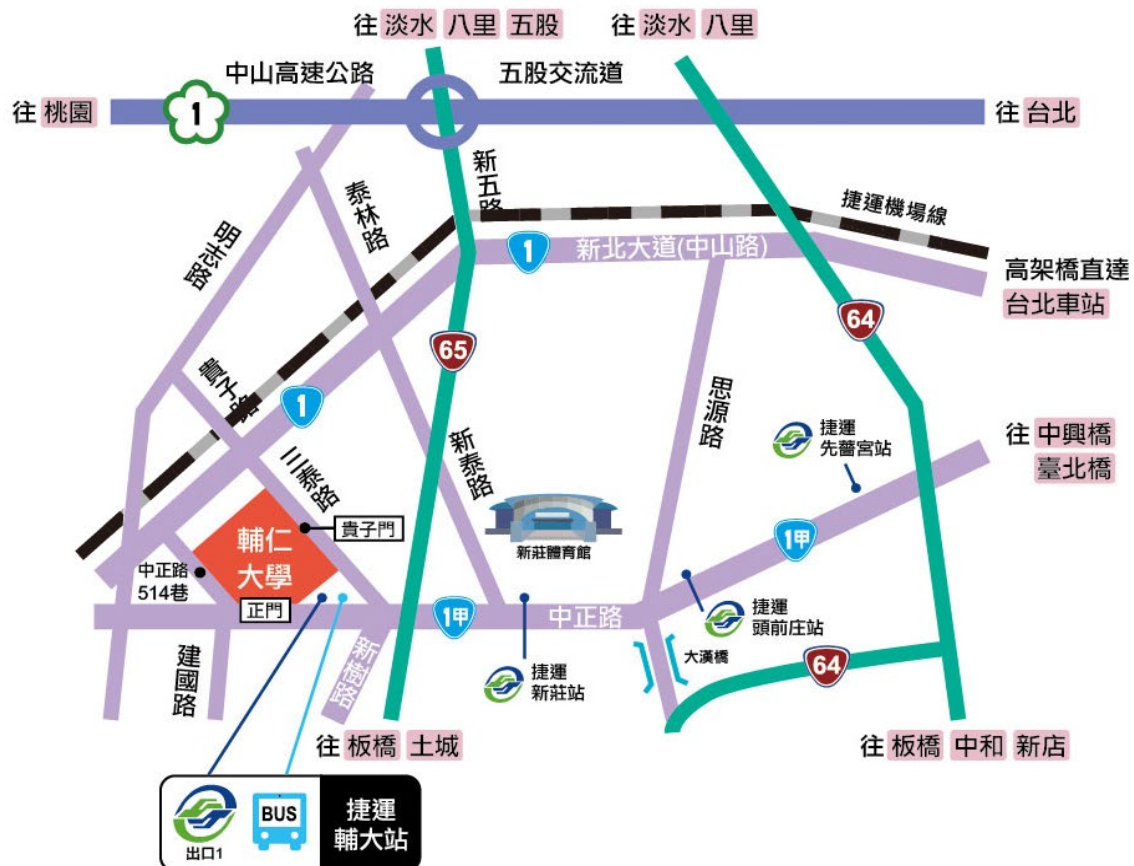 往 淡水 八里 五股
往 淡水 八里
中山高速公路
五股交流道
往 桃園
1
往 台北
新五路
泰林路
捷運機場線
明志路
1
新北大道(中山路)
高架橋直達
台北車站
65
64
貴子路
1
思源路
新泰路
捷運
先嗇宮站
往 中興橋
臺北橋
三泰路
貴子門
新莊體育館
1甲
輔仁
大學
中正路
514巷
正門
1甲
中正路
捷運
頭前庄站
大漢橋
建國路
新樹路
捷運
新莊站
64
往 板橋 土城
往 板橋 中和 新店
出口1
BUS
捷運
輔大站